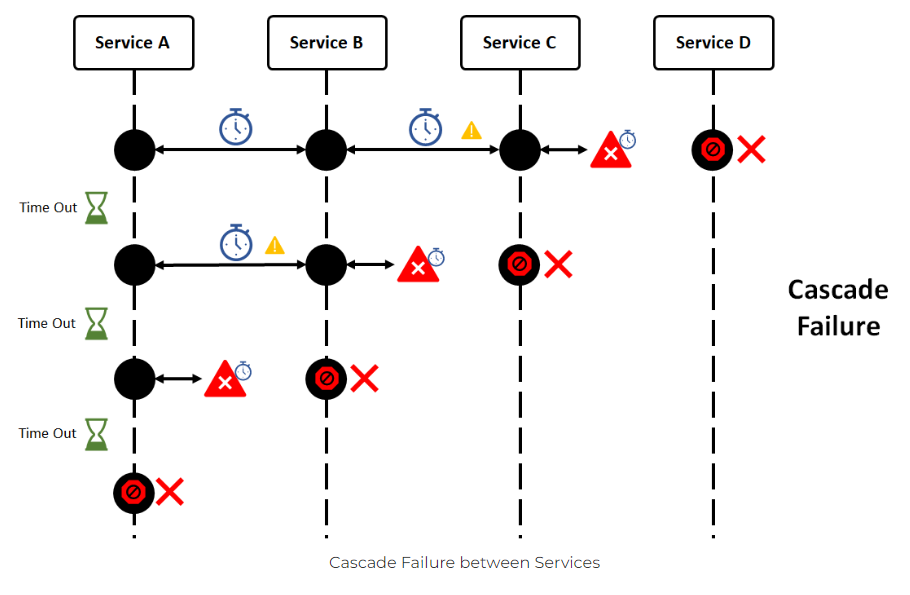 Service A
Service B
Service C
Service D
Time Out
Time Out
Time Out
Cascade
Failure
Cascade Failure between Services